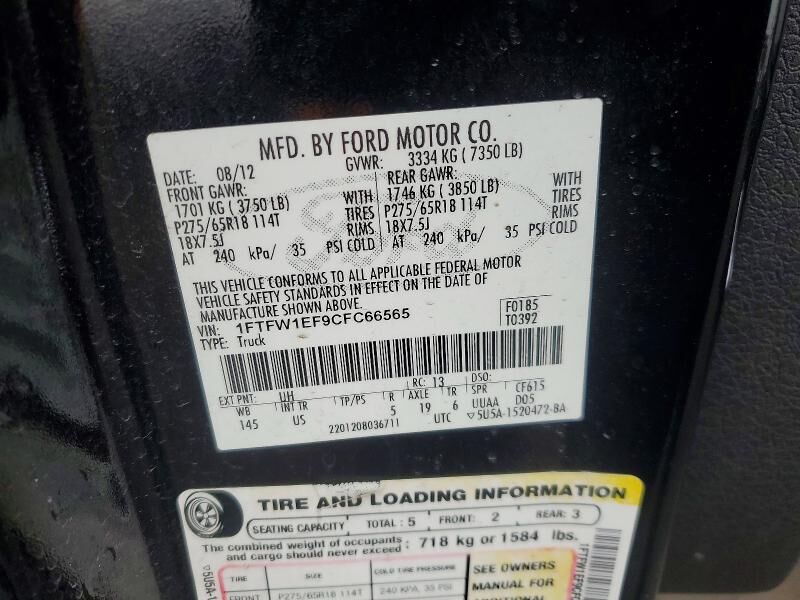 MFD. BY FORD MOTOR CO.
DATE: 08/12 GVWR: 3334 KG ( 7350 LB)
FRONT GAWR: REAR GAWR:
1701 KG ( 3750 LB) WITH 1746 KG ( 3850 LB) WITH
P275/65R18 114T TIRES P275/65R18 114T TIRES
18X7.5J RIMS 18X7.5J RIMS
AT 240 kPa/ 35 PSI COLD AT 240 kPa/ 35 PSI COLD
Ford
THIS VEHICLE CONFORMS TO ALL APPLICABLE FEDERAL MOTOR
VEHICLE SAFETY STANDARDS IN EFFECT ON THE DATE OF
MANUFACTURE SHOWN ABOVE.
VIN: 1FTFW1EF9CFC66565 F0185
TYPE: Truck T0392
EXT PNT: UH RC: 13 DSO:
WB INT TR TP/PS R AXLE TR SPR CF615
145 US 5 19 6 UUAA DO5
2201208036711 UTC ▽5U5A-1520472-BA
TIRE AND LOADING INFORMATION
SEATING CAPACITY TOTAL : 5 FRONT: 2 REAR: 3
The combined weight of occupants and cargo should never exceed : 718 kg or 1584 lbs.
TIRE SIZE COLD TIRE PRESSURE SEE OWNERS
FRONT P275/65R18 114T 240 KPA, 35 PSI MANUAL FOR
ADDITIONAL